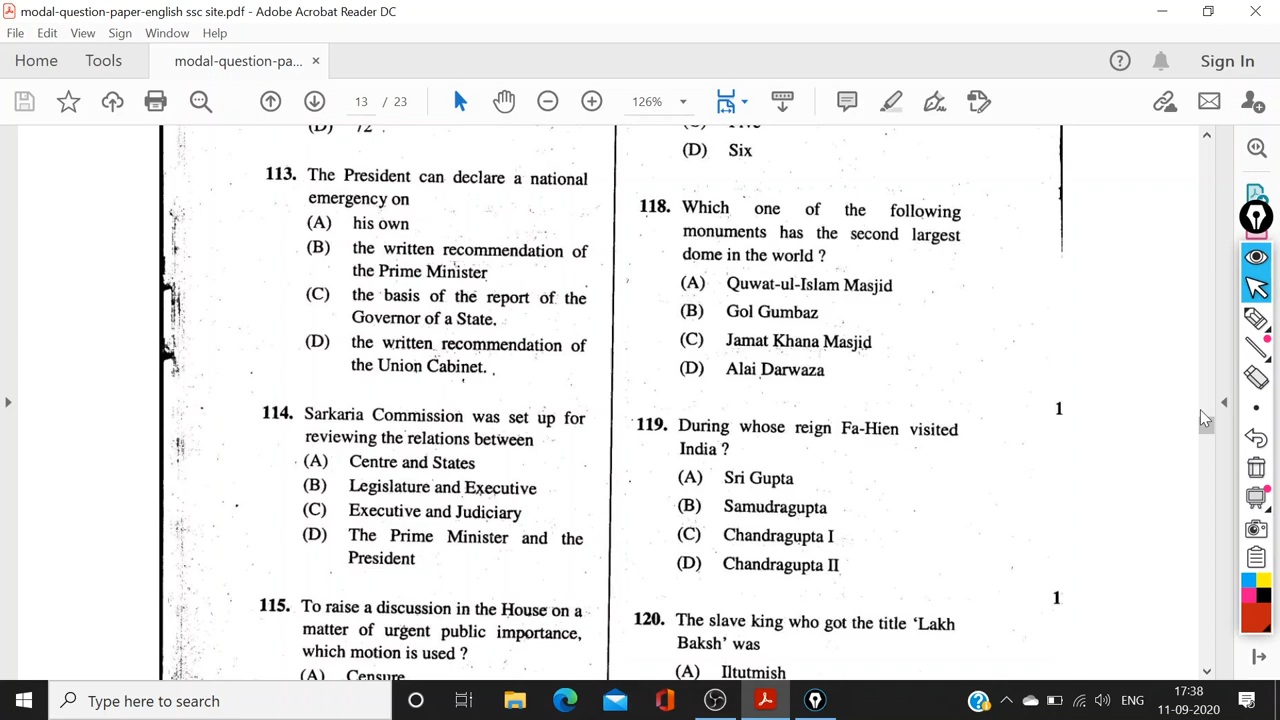 modal-question-paper-english ssc site.pdf - Adobe Acrobat Reader DC
File Edit View Sign Window Help
Home Tools modal-question-pa... × Sign In
13 / 23 126%
(D) 72
113. The President can declare a national
emergency on
(A) his own
(B) the written recommendation of
the Prime Minister
(C) the basis of the report of the
Governor of a State.
(D) the written recommendation of
the Union Cabinet.
114. Sarkaria Commission was set up for
reviewing the relations between
(A) Centre and States
(B) Legislature and Executive
(C) Executive and Judiciary
(D) The Prime Minister and the
President
115. To raise a discussion in the House on a
matter of urgent public importance,
which motion is used ?
(A) Censure
(C) Five
(D) Six
118. Which one of the following
monuments has the second largest
dome in the world ?
(A) Quwat-ul-Islam Masjid
(B) Gol Gumbaz
(C) Jamat Khana Masjid
(D) Alai Darwaza
119. During whose reign Fa-Hien visited
India ?
(A) Sri Gupta
(B) Samudragupta
(C) Chandragupta I
(D) Chandragupta II
120. The slave king who got the title 'Lakh
Baksh' was
(A) Iltutmish
1
1
Type here to search
ENG
17:38
11-09-2020